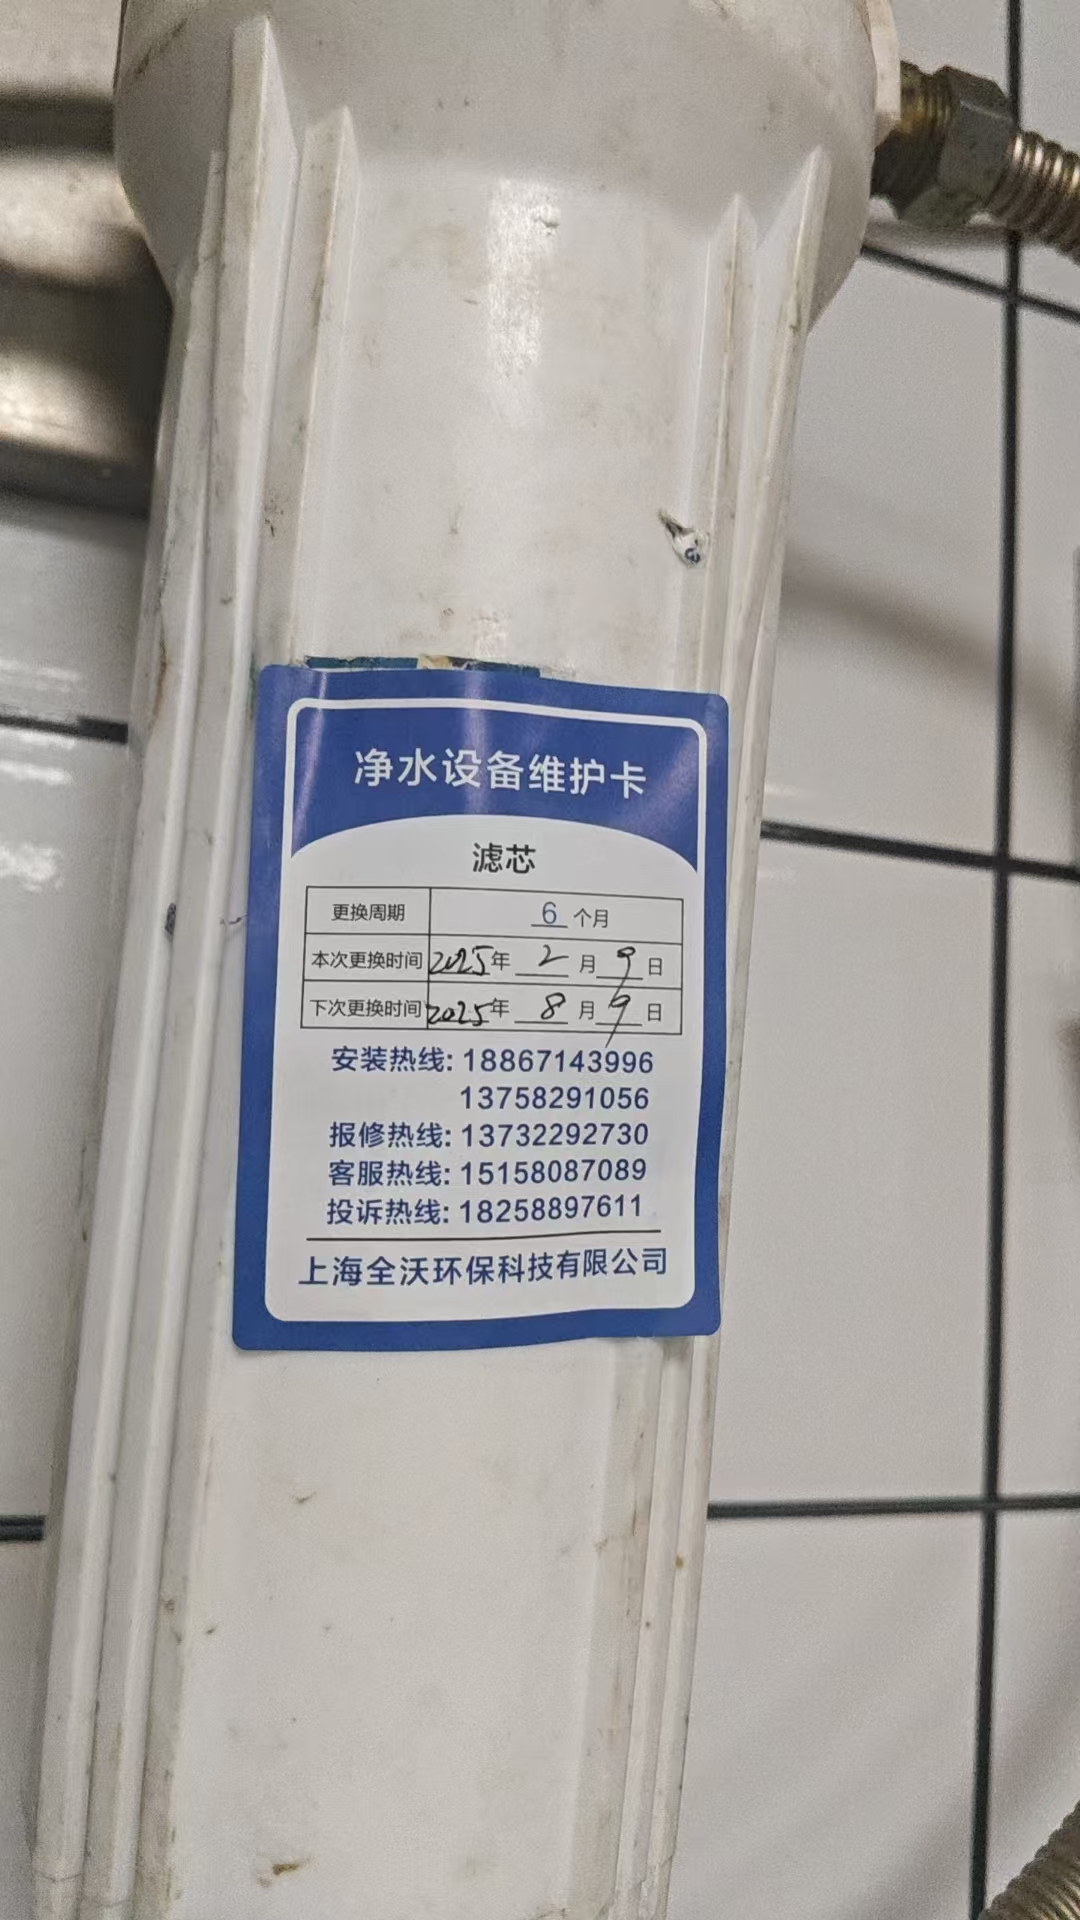 净水设备维护卡
滤芯
更换周期 6 个月
本次更换时间 2025年 2 月 9 日
下次更换时间 2025年 8 月 9 日
安装热线: 18867143996
13758291056
报修热线: 13732292730
客服热线: 15158087089
投诉热线: 18258897611
上海全沃环保科技有限公司